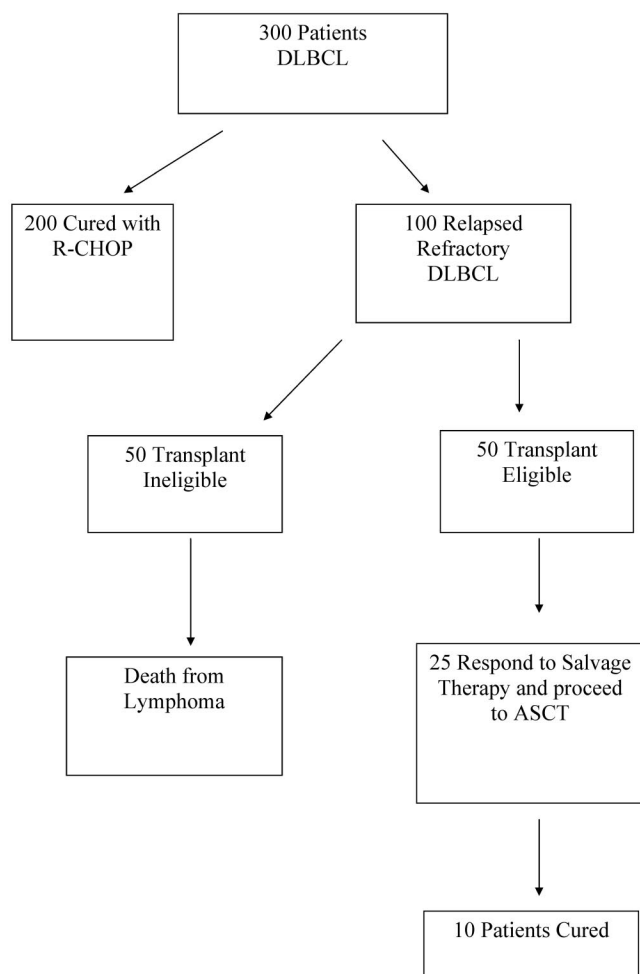 300 Patients
DLBCL
200 Cured with
R-CHOP
100 Relapsed
Refractory
DLBCL
50 Transplant
Ineligible
50 Transplant
Eligible
Death from
Lymphoma
25 Respond to Salvage
Therapy and proceed
to ASCT
10 Patients Cured